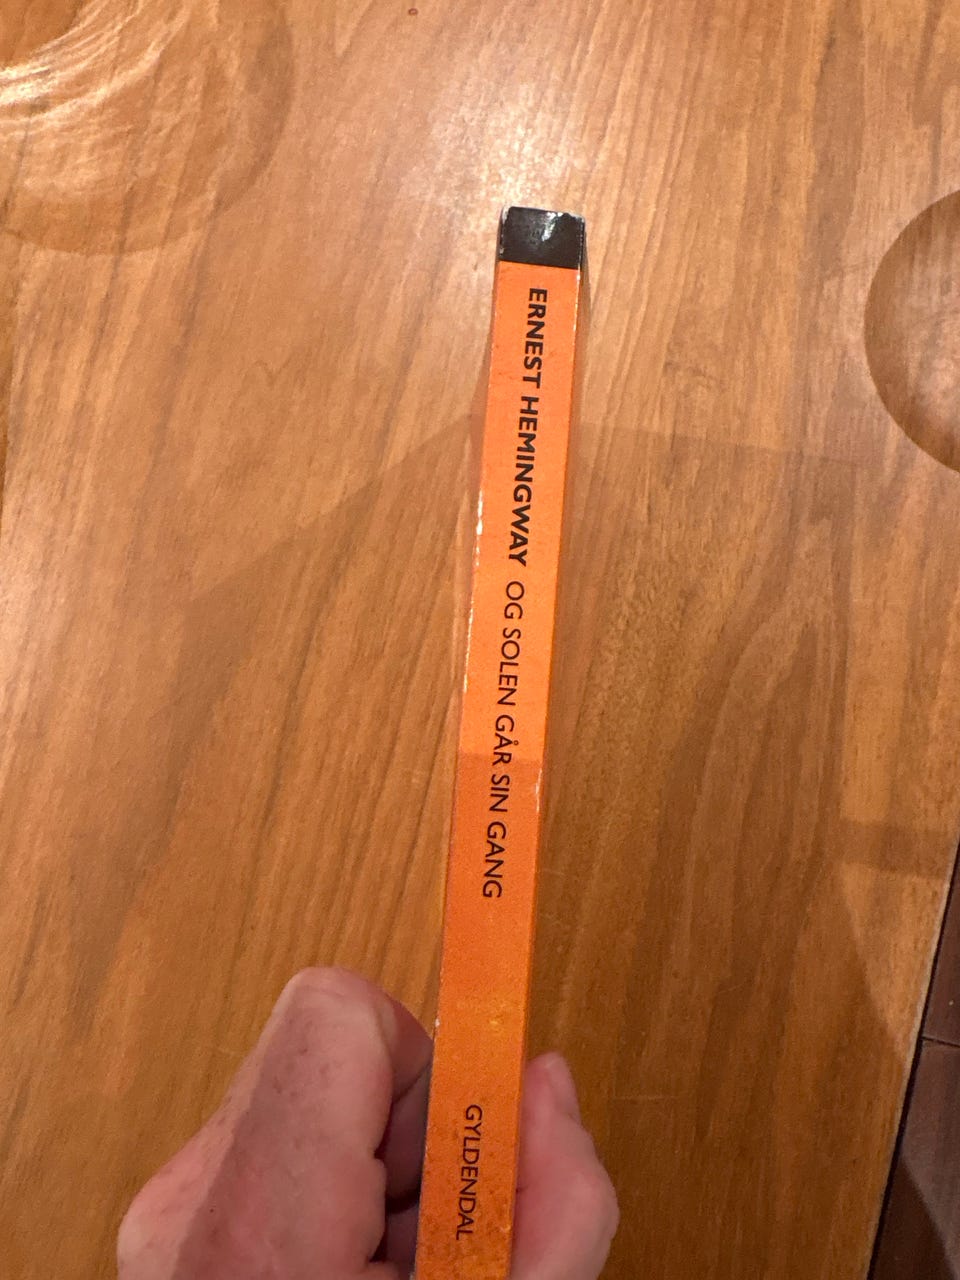 ERNEST HEMINGWAY OG SOLEN GÅR SIN GANG
GYLDENDAL